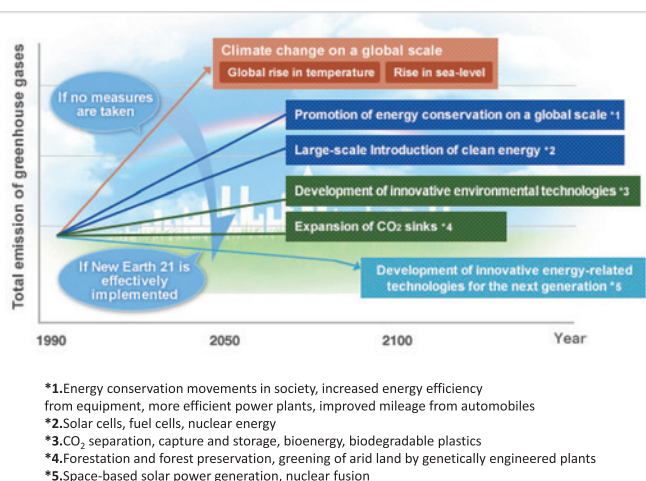 Total emission of greenhouse gases
Climate change on a global scale
Global rise in temperature
Rise in sea-level
If no measures
are taken
Promotion of energy conservation on a global scale *1
Large-scale Introduction of clean energy *2
Development of innovative environmental technologies *3
Expansion of CO2 sinks *4
If New Earth 21 is
effectively
implemented
Development of innovative energy-related
technologies for the next generation *5
1990
2050
2100
Year
*1.Energy conservation movements in society, increased energy efficiency
from equipment, more efficient power plants, improved mileage from automobiles
*2.Solar cells, fuel cells, nuclear energy
*3.CO2 separation, capture and storage, bioenergy, biodegradable plastics
*4.Forestation and forest preservation, greening of arid land by genetically engineered plants
*5.Space-based solar power generation, nuclear fusion